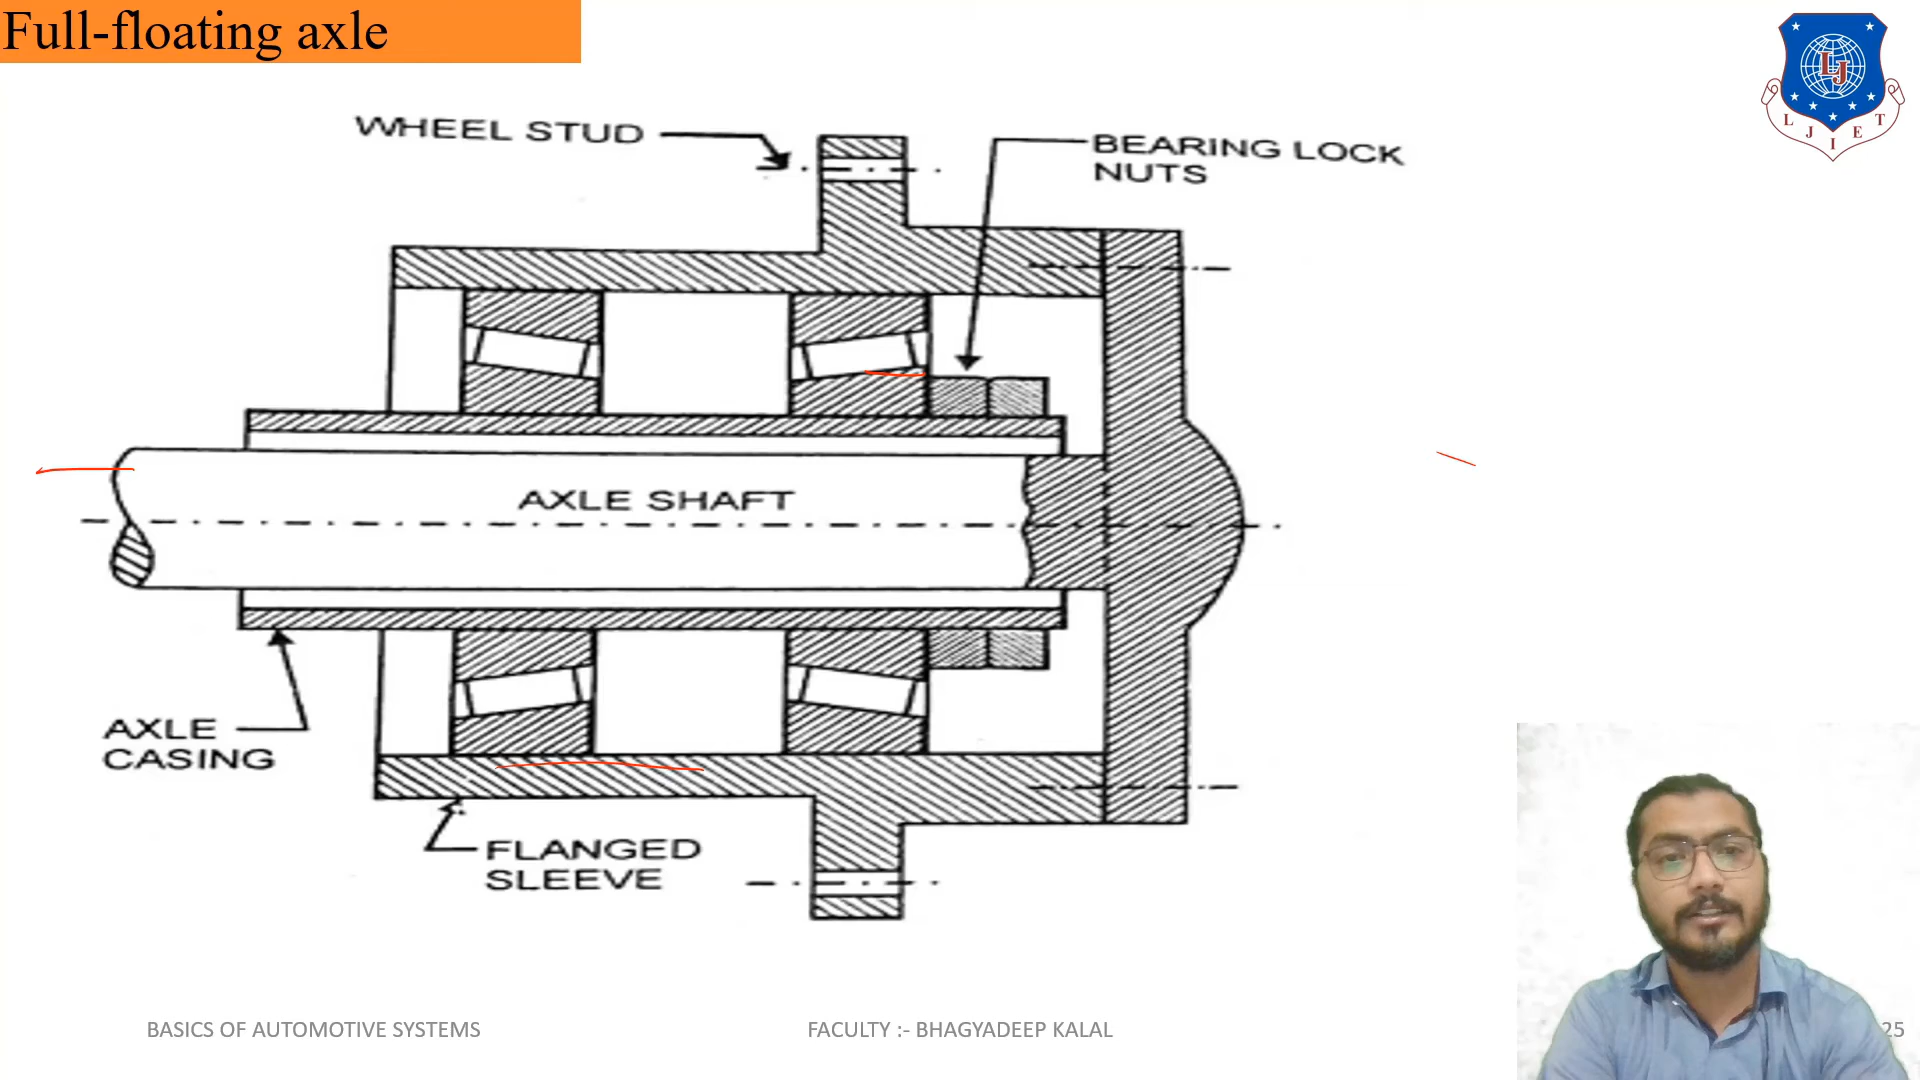 Full-floating axle
WHEEL STUD
BEARING LOCK
NUTS
LJ
L J I E T
AXLE SHAFT
AXLE
CASING
FLANGED
SLEEVE
BASICS OF AUTOMOTIVE SYSTEMS
FACULTY :- BHAGYADEEP KALAL
25